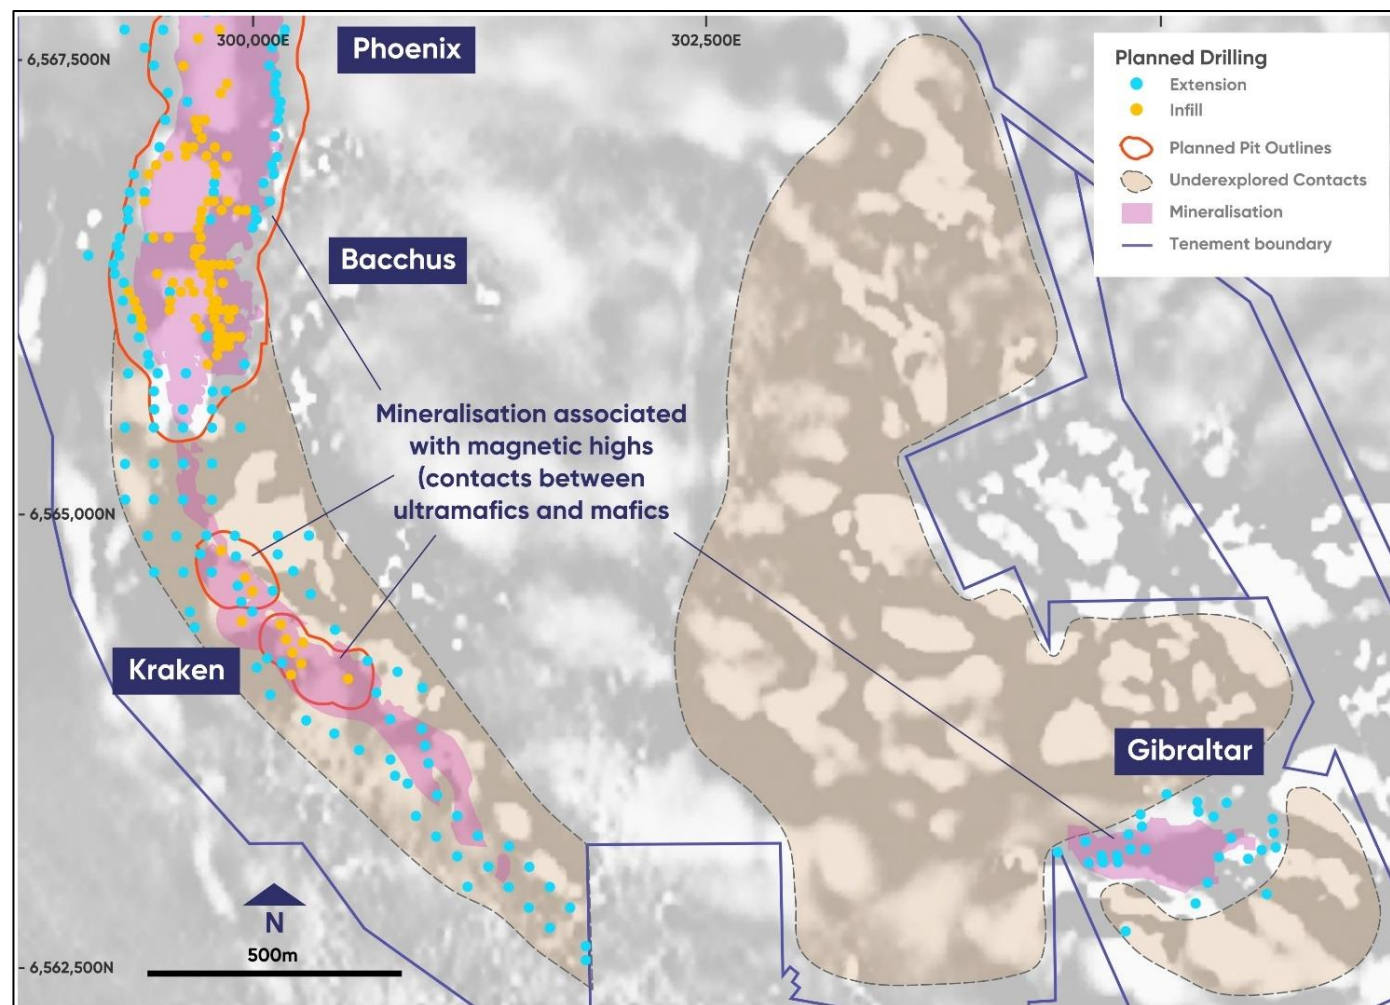 300,000E
302,500E
6,567,500N
Phoenix
Planned Drilling
Extension
Infill
Planned Pit Outlines
Underexplored Contacts
Mineralisation
Tenement boundary
Bacchus
Mineralisation associated
with magnetic highs
(contacts between
ultramafics and mafics
6,565,000N
Kraken
Gibraltar
N
500m
6,562,500N